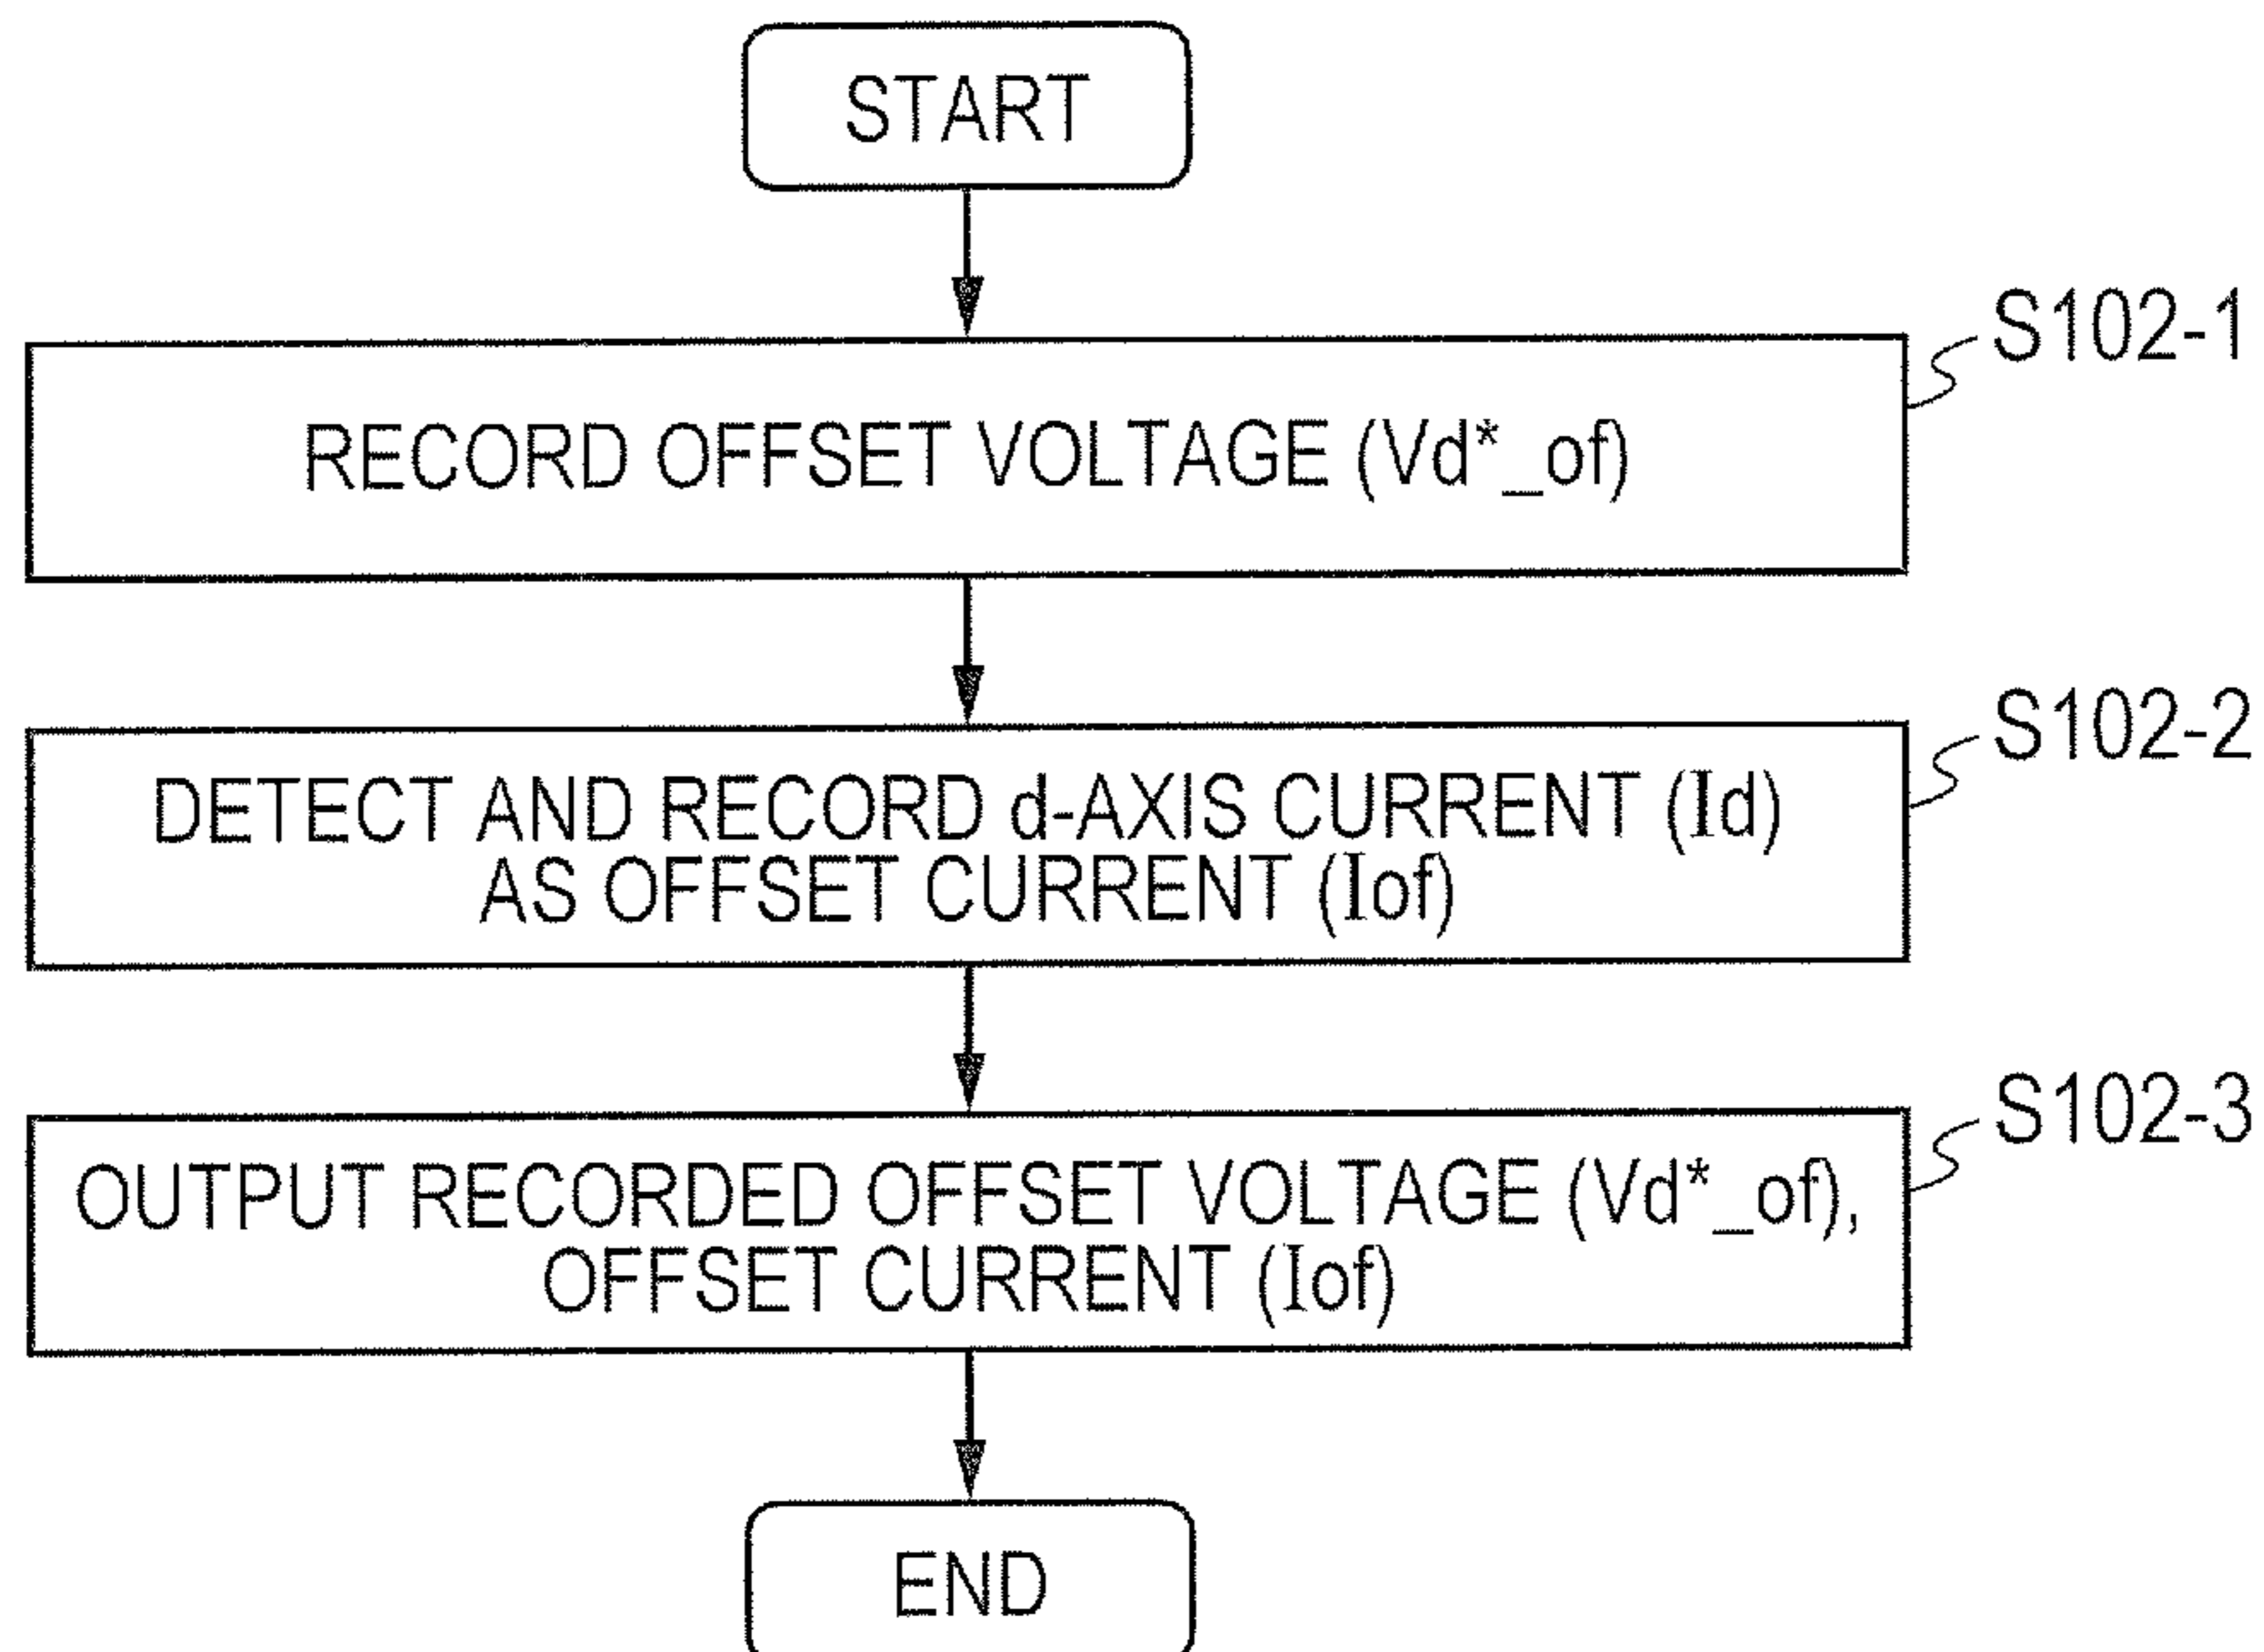 START
S102-1
RECORD OFFSET VOLTAGE (Vd*_of)
S102-2
DETECT AND RECORD d-AXIS CURRENT (Id)
AS OFFSET CURRENT (Iof)
S102-3
OUTPUT RECORDED OFFSET VOLTAGE (Vd*_of),
OFFSET CURRENT (Iof)
END